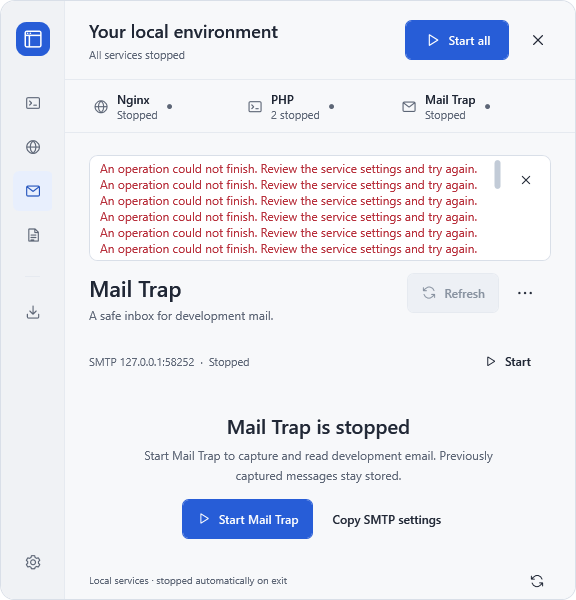 Your local environment
All services stopped
Start all
Nginx
Stopped
PHP
2 stopped
Mail Trap
Stopped
An operation could not finish. Review the service settings and try again.
An operation could not finish. Review the service settings and try again.
An operation could not finish. Review the service settings and try again.
An operation could not finish. Review the service settings and try again.
An operation could not finish. Review the service settings and try again.
An operation could not finish. Review the service settings and try again.
Mail Trap
A safe inbox for development mail.
Refresh
SMTP 127.0.0.1:58252 · Stopped
Start
Mail Trap is stopped
Start Mail Trap to capture and read development email. Previously
captured messages stay stored.
Start Mail Trap
Copy SMTP settings
Local services · stopped automatically on exit